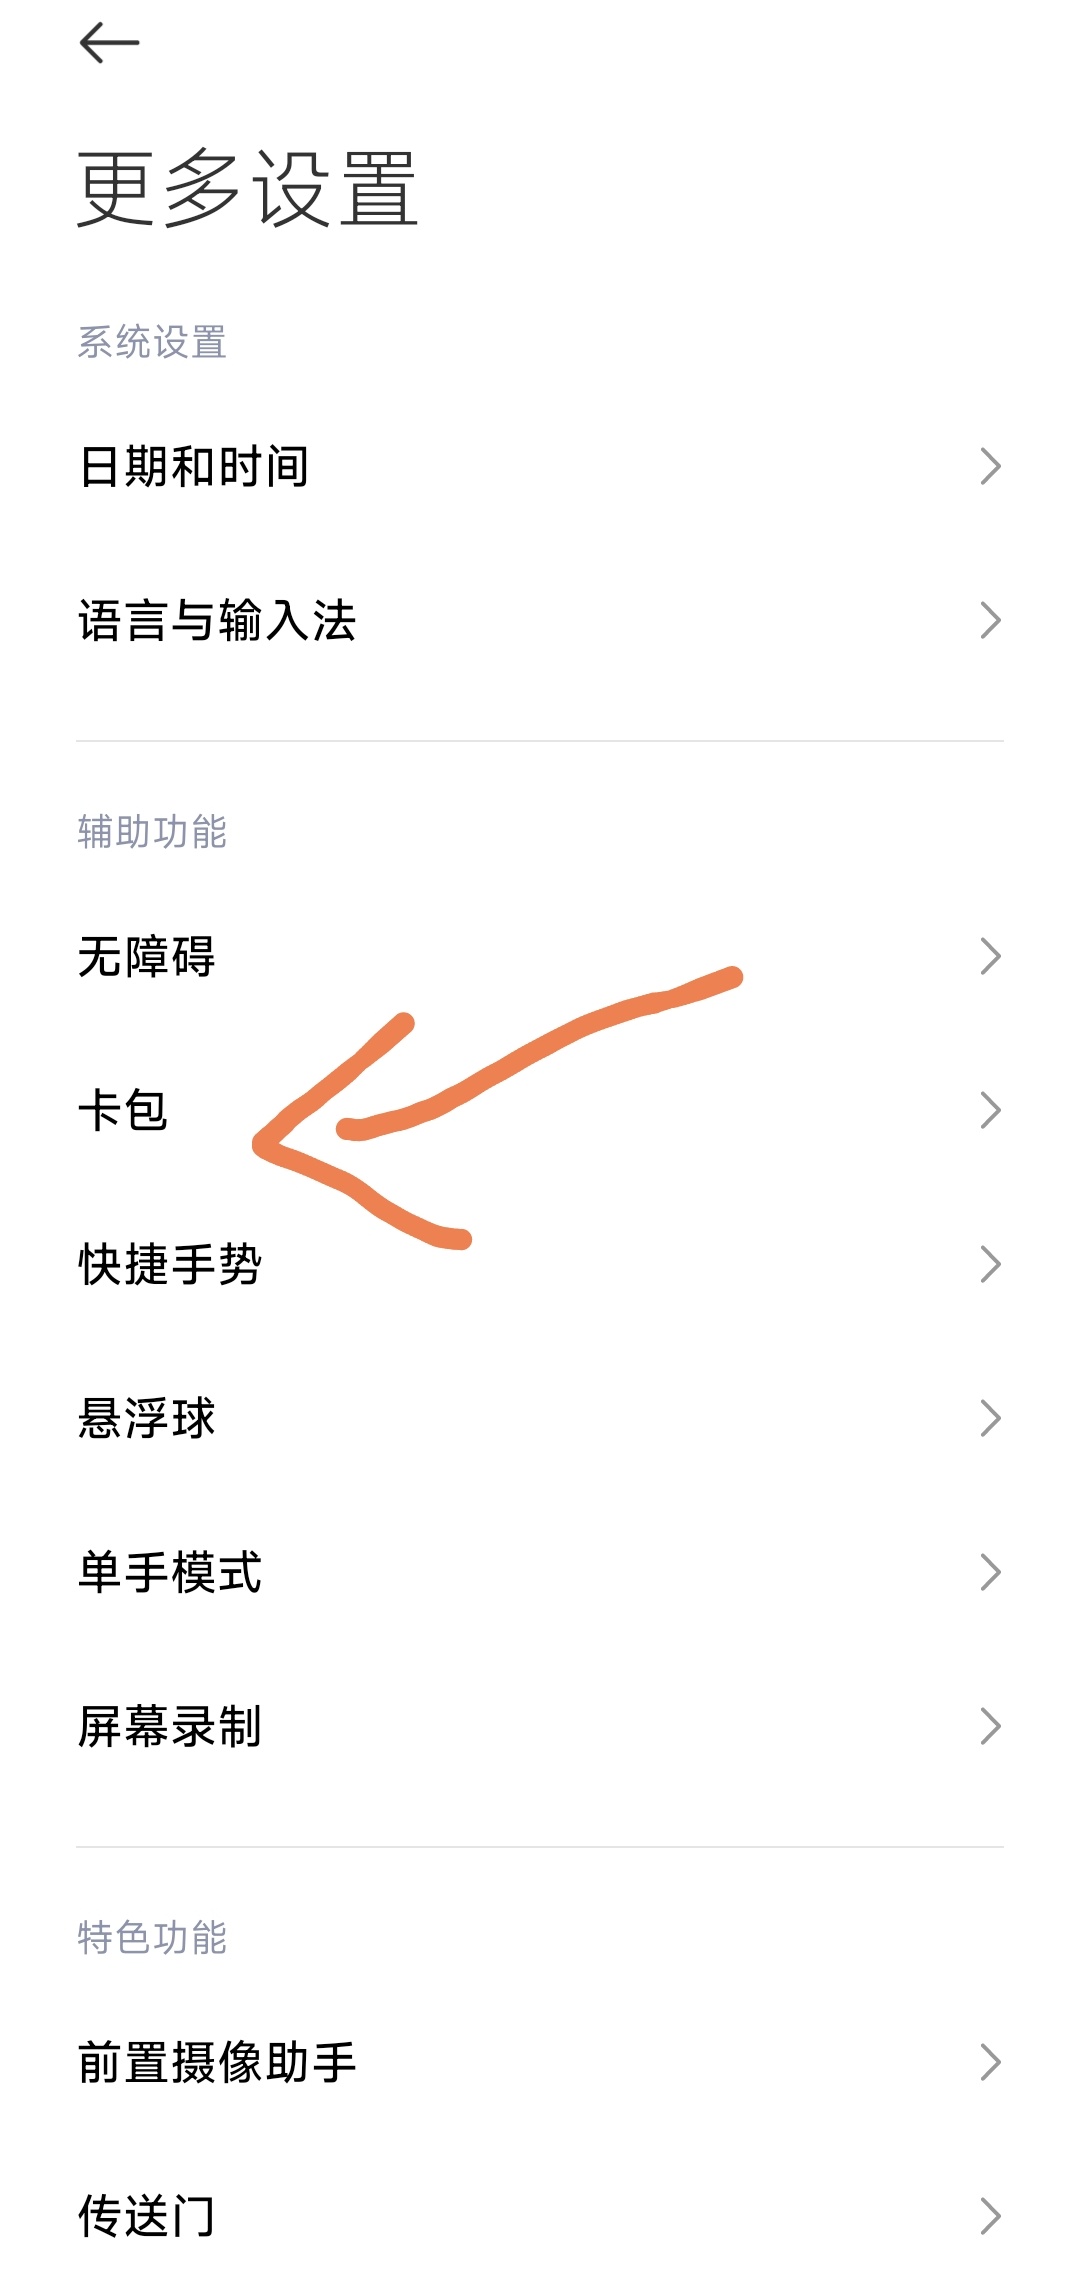 更多设置
系统设置
日期和时间
语言与输入法
辅助功能
无障碍
卡包
快捷手势
悬浮球
单手模式
屏幕录制
特色功能
前置摄像助手
传送门